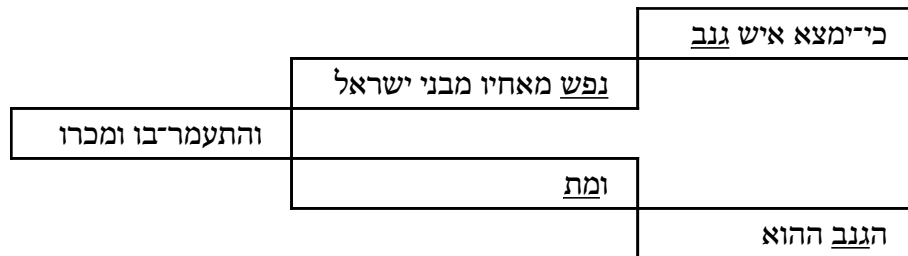 כי־ימצא איש גנב
נפש מאחיו מבני ישראל
והתעמר־בו ומכרו
ומת
הגנב ההוא